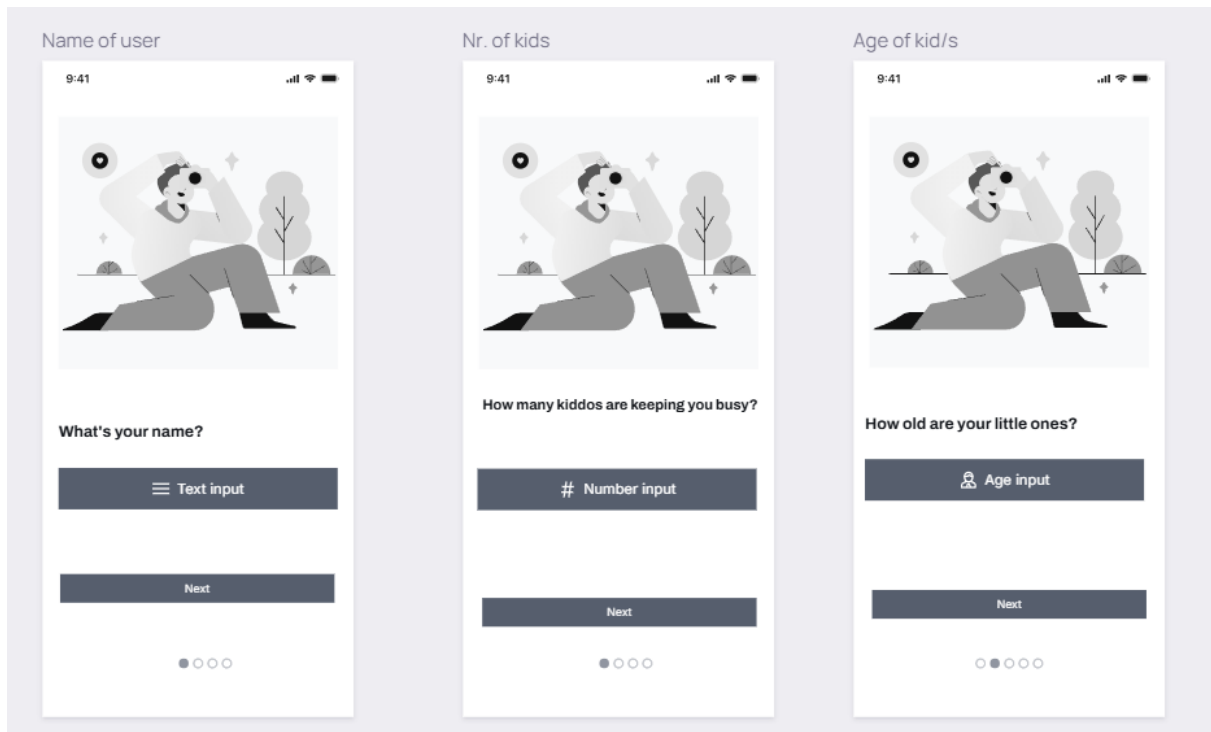 Name of user
9:41
What's your name?
Text input
Next
Nr. of kids
9:41
How many kiddos are keeping you busy?
# Number input
Next
Age of kid/s
9:41
How old are your little ones?
Age input
Next